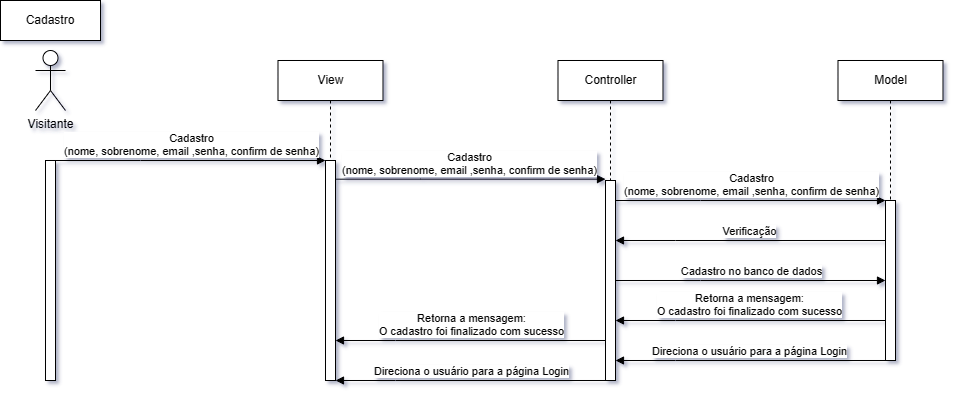 Cadastro
Visitante
View
Controller
Model
Cadastro
(nome, sobrenome, email ,senha, confirm de senha)
Cadastro
(nome, sobrenome, email ,senha, confirm de senha)
Cadastro
(nome, sobrenome, email ,senha, confirm de senha)
Verificação
Cadastro no banco de dados
Retorna a mensagem:
O cadastro foi finalizado com sucesso
Retorna a mensagem:
O cadastro foi finalizado com sucesso
Direciona o usuário para a página Login
Direciona o usuário para a página Login